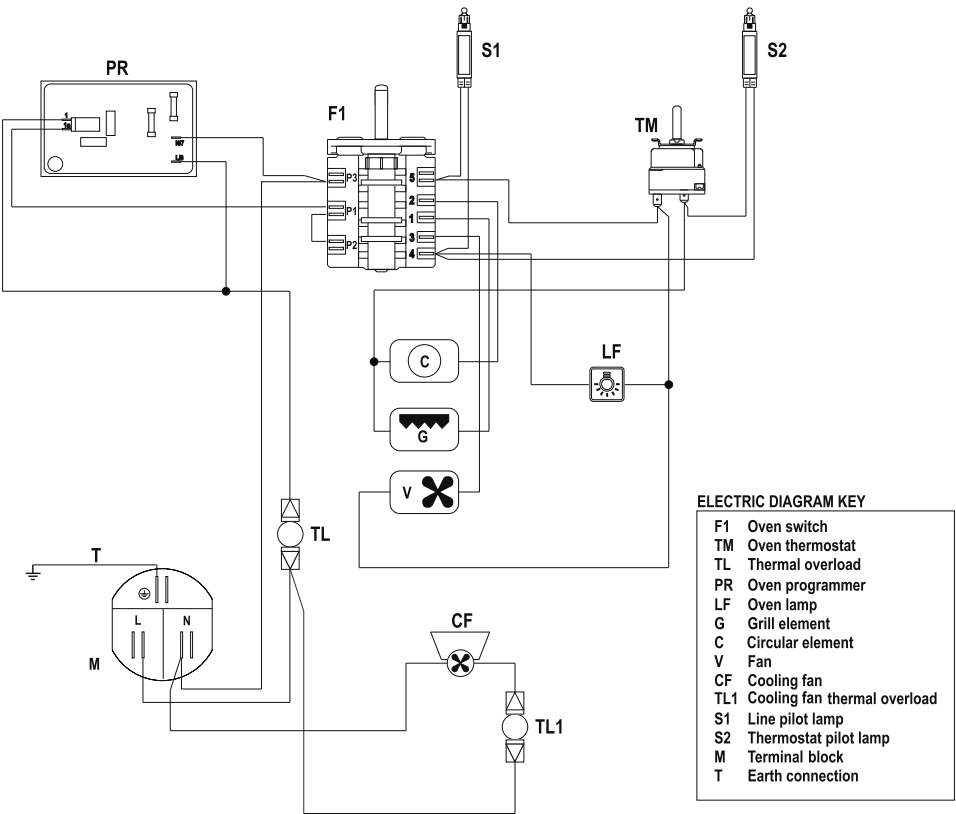 S1
S2
PR
F1
TM
1
1a
N/7
L/8
P3
P1
P2
5
2
1
3
4
LF
C
G
V
TL
T
L
N
M
CF
TL1
ELECTRIC DIAGRAM KEY
F1 Oven switch
TM Oven thermostat
TL Thermal overload
PR Oven programmer
LF Oven lamp
G Grill element
C Circular element
V Fan
CF Cooling fan
TL1 Cooling fan thermal overload
S1 Line pilot lamp
S2 Thermostat pilot lamp
M Terminal block
T Earth connection